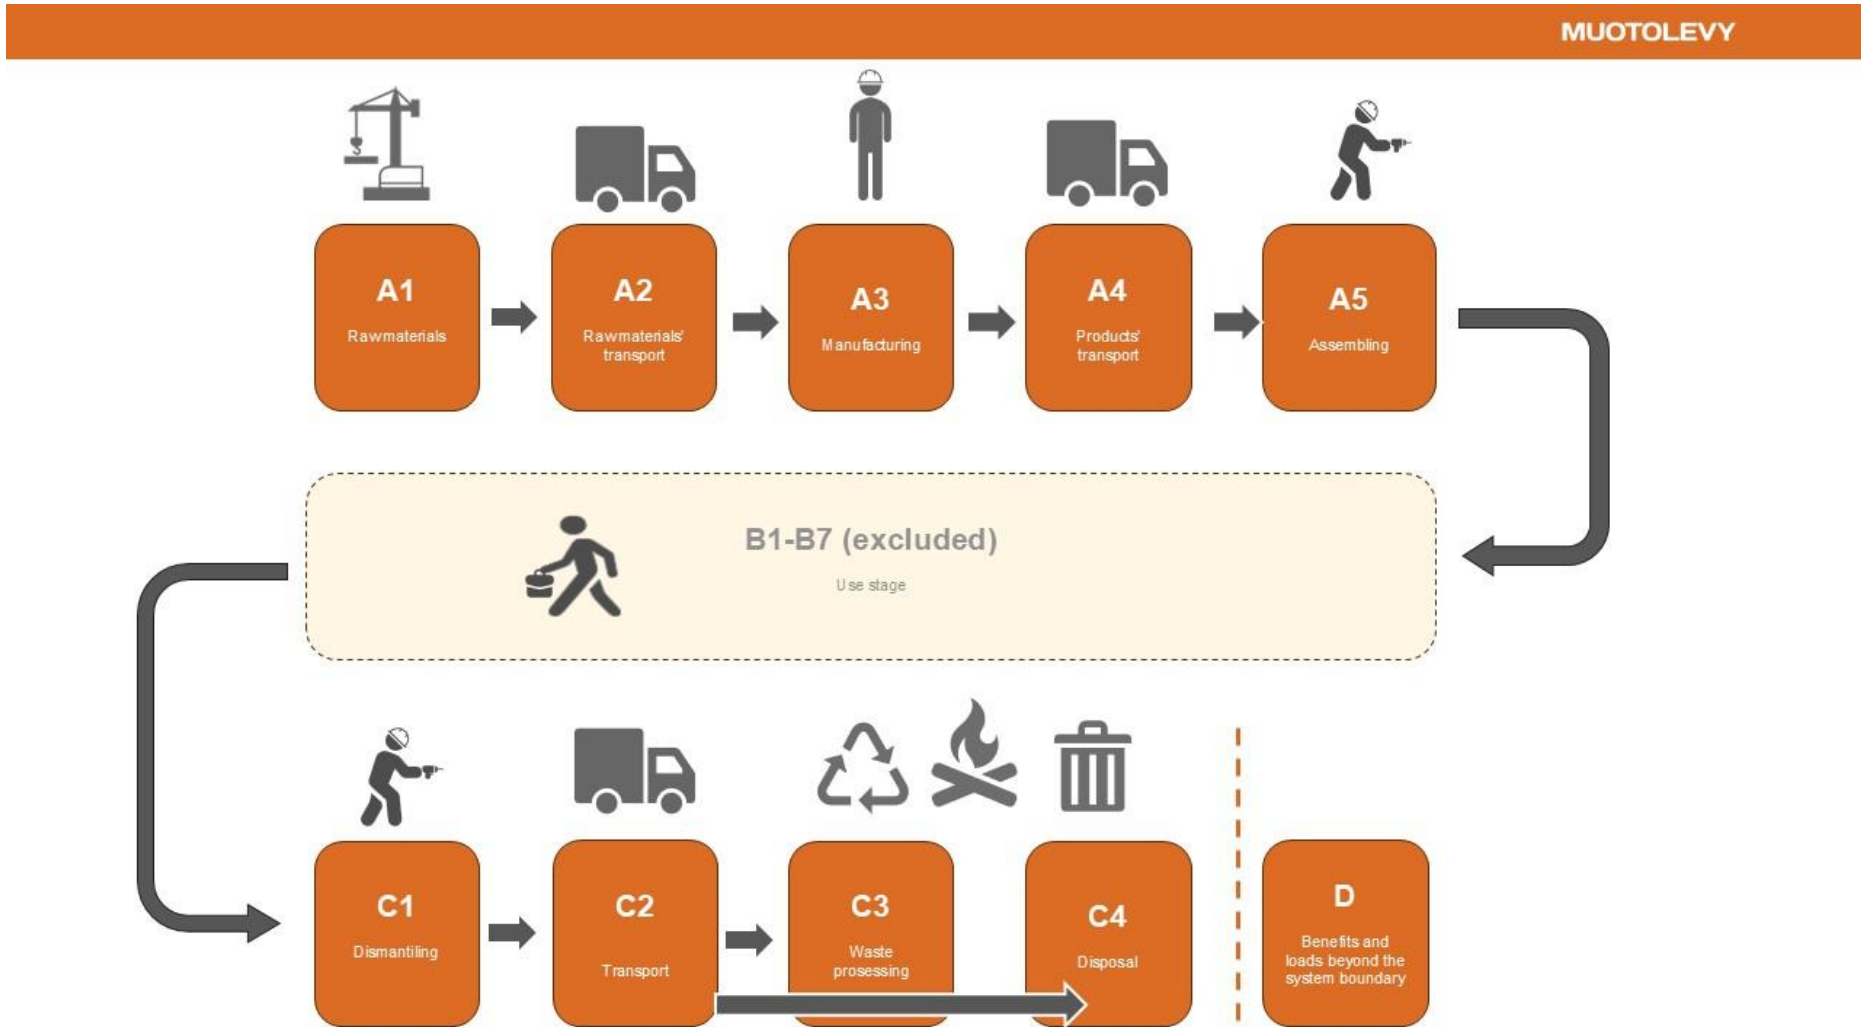 MUOTOLEVY
A1
Rawmaterials
A2
Rawmaterials'
transport
A3
Manufacturing
A4
Products'
transport
A5
Assembling
B1-B7 (excluded)
Use stage
C1
Dismantiling
C2
Transport
C3
Waste
prosessing
C4
Disposal
D
Benefits and
loads beyond the
system boundary